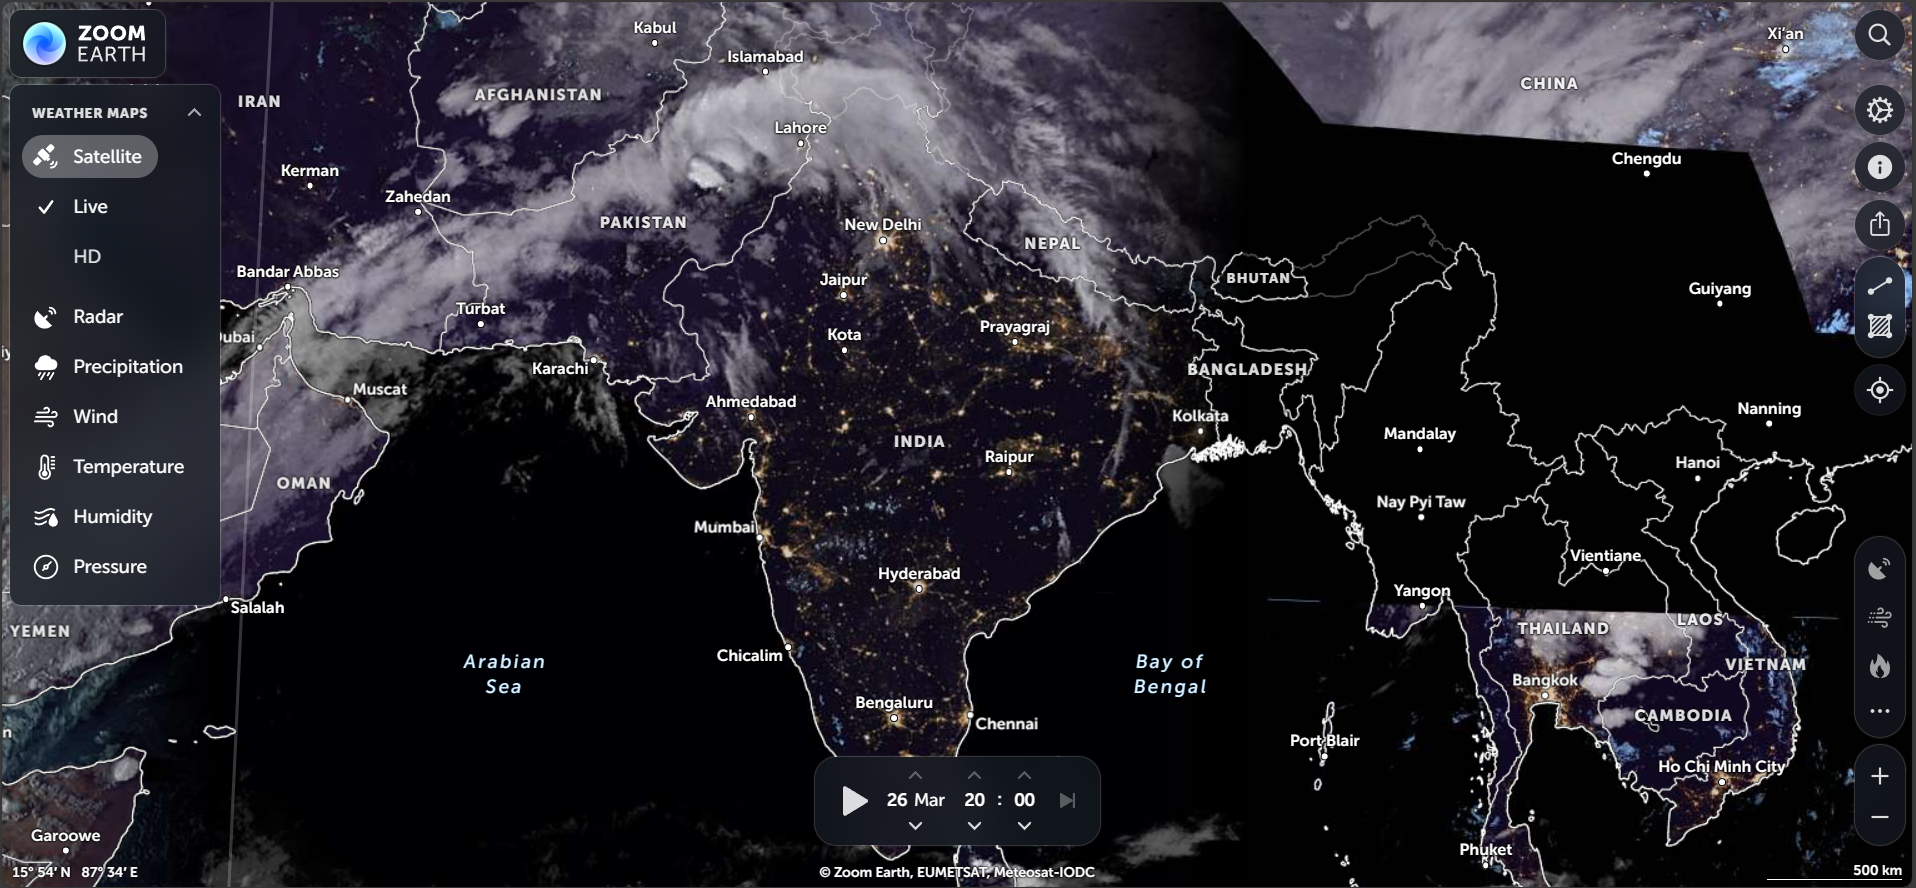 ZOOM
EARTH
WEATHER MAPS
Satellite
Live
HD
Radar
Precipitation
Wind
Temperature
Humidity
Pressure
Kabul
Islamabad
Xi'an
IRAN
AFGHANISTAN
CHINA
Lahore
Chengdu
Kerman
Zahedan
PAKISTAN
New Delhi
NEPAL
Bandar Abbas
Jaipur
BHUTAN
Guiyang
Turbat
Kota
Prayagraj
Dubai
Karachi
BANGLADESH
Muscat
Ahmedabad
Kolkata
Nanning
INDIA
Mandalay
Raipur
Hanoi
OMAN
Nay Pyi Taw
Mumbai
Vientiane
Hyderabad
Yangon
Salalah
YEMEN
THAILAND
LAOS
Chicalim
Arabian
Sea
Bay of
Bengal
VIETNAM
Bangkok
Bengaluru
Chennai
CAMBODIA
Port Blair
Ho Chi Minh City
26 Mar 20 : 00
Garoowe
Phuket
15° 54′ N 87° 34′ E
© Zoom Earth, EUMETSAT, Meteosat-IODC
500 km